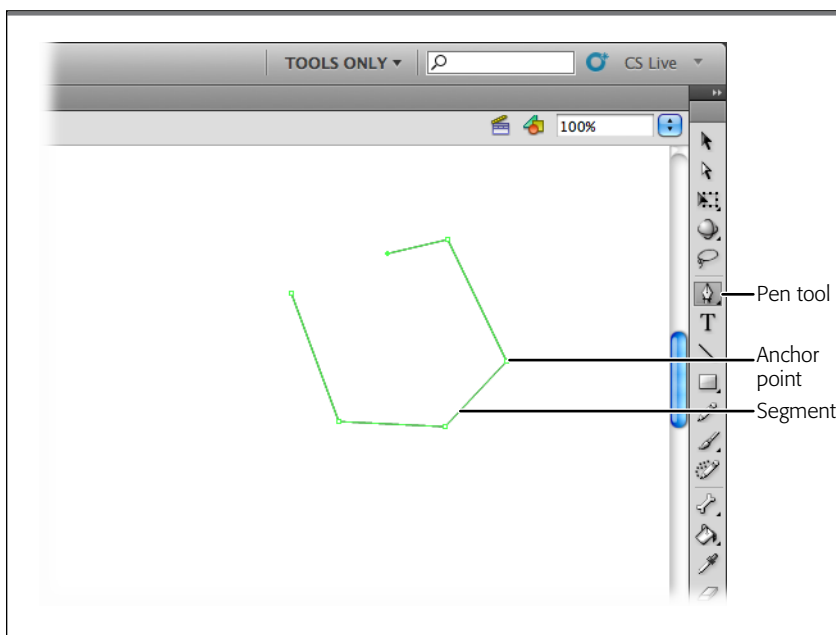 TOOLS ONLY CS Live
100%
Pen tool
T
Anchor
point
Segment